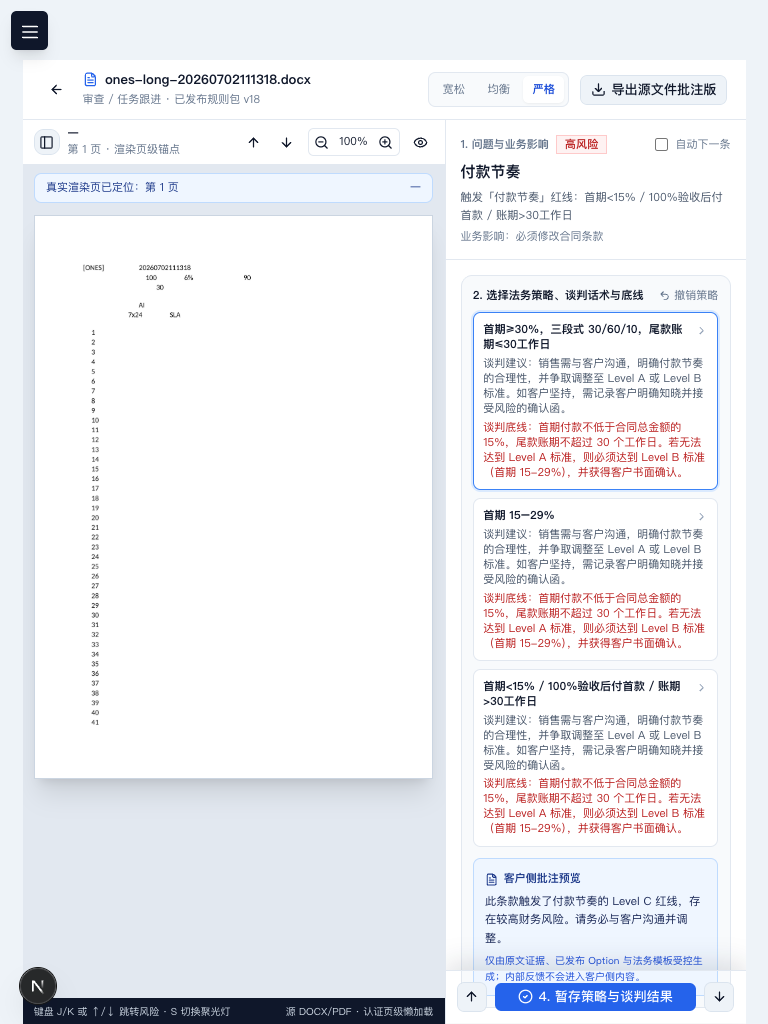 ones-long-20260702111318.docx
审查 / 任务跟进 · 已发布规则包 v18
宽松 均衡 严格
导出源文件批注版
第 1 页 · 渲染页级锚点
100%
真实渲染页已定位：第 1 页
[ONES] 20260702111318
100 6% 90
30
AI
7x24 SLA
1
2
3
4
5
6
7
8
9
10
11
12
13
14
15
16
17
18
19
20
21
22
23
24
25
26
27
28
29
30
31
32
33
34
35
36
37
38
39
40
41
键盘 J/K 或 ↑/↓ 跳转风险 · S 切换聚光灯
源 DOCX/PDF · 认证页级懒加载
N
1. 问题与业务影响 高风险 自动下一条
付款节奏
触发「付款节奏」红线：首期<15% / 100%验收后付
首款 / 账期>30工作日
业务影响：必须修改合同条款
2. 选择法务策略、谈判话术与底线 撤销策略
首期≥30%，三段式 30/60/10，尾款账
期≤30工作日
谈判建议：销售需与客户沟通，明确付款节奏
的合理性，并争取调整至 Level A 或 Level B
标准。如客户坚持，需记录客户明确知晓并接
受风险的确认函。
谈判底线：首期付款不低于合同总金额的
15%，尾款账期不超过 30 个工作日。若无法
达到 Level A 标准，则必须达到 Level B 标准
（首期 15-29%），并获得客户书面确认。
首期 15—29%
谈判建议：销售需与客户沟通，明确付款节奏
的合理性，并争取调整至 Level A 或 Level B
标准。如客户坚持，需记录客户明确知晓并接
受风险的确认函。
谈判底线：首期付款不低于合同总金额的
15%，尾款账期不超过 30 个工作日。若无法
达到 Level A 标准，则必须达到 Level B 标准
（首期 15-29%），并获得客户书面确认。
首期<15% / 100%验收后付首款 / 账期
>30工作日
谈判建议：销售需与客户沟通，明确付款节奏
的合理性，并争取调整至 Level A 或 Level B
标准。如客户坚持，需记录客户明确知晓并接
受风险的确认函。
谈判底线：首期付款不低于合同总金额的
15%，尾款账期不超过 30 个工作日。若无法
达到 Level A 标准，则必须达到 Level B 标准
（首期 15-29%），并获得客户书面确认。
客户侧批注预览
此条款触发了付款节奏的 Level C 红线，存
在较高财务风险。请务必与客户沟通并调
整。
仅由原文证据、已发布 Option 与法务模板受控生
成；内部反馈不会进入客户侧内容。
4. 暂存策略与谈判结果